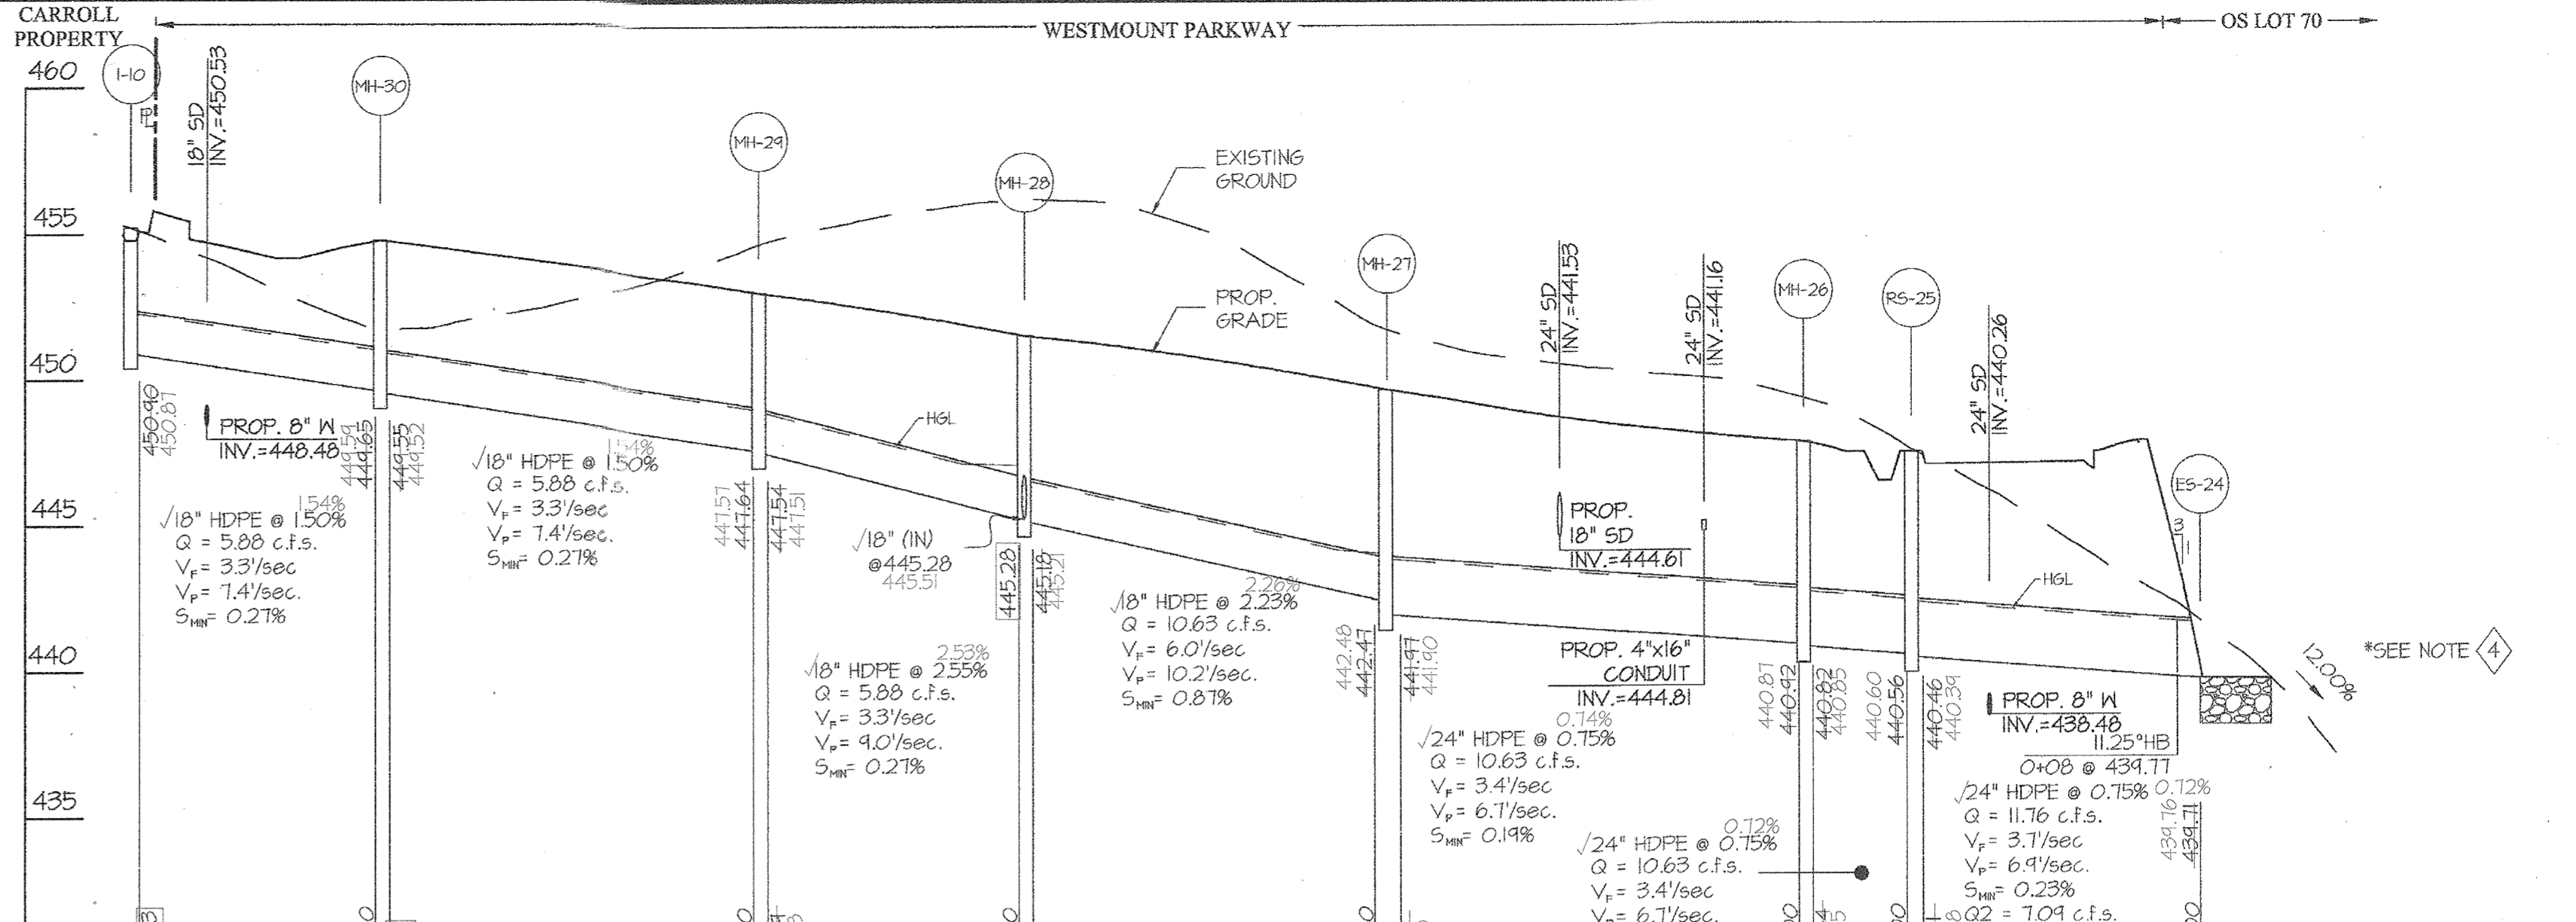 CARROLL
PROPERTY
WESTMOUNT PARKWAY
OS LOT 70
460
455
450
445
440
435
I-10
PL
18" SD
INV.=450.53
MH-30
MH-29
MH-28
EXISTING
GROUND
PROP.
GRADE
MH-27
24" SD
INV.=441.53
24" SD
INV.=441.16
MH-26
RS-25
24" SD
INV.=440.26
ES-24
3
1
HGL
HGL
450.90
450.87
PROP. 8" W
INV.=448.48
449.59
449.65
449.55
449.52
1.54%
√18" HDPE @ 1.50%
Q = 5.88 c.f.s.
VF= 3.3'/sec
VP= 7.4'/sec.
SMIN= 0.27%
1.54%
√18" HDPE @ 1.50%
Q = 5.88 c.f.s.
VF= 3.3'/sec
VP= 7.4'/sec.
SMIN= 0.27%
447.57
447.64
447.54
447.51
√18" (IN)
@445.28
445.51
445.28
445.18
445.21
2.53%
√18" HDPE @ 2.55%
Q = 5.88 c.f.s.
VF= 3.3'/sec
VP= 9.0'/sec.
SMIN= 0.27%
2.26%
√18" HDPE @ 2.23%
Q = 10.63 c.f.s.
VF= 6.0'/sec
VP= 10.2'/sec.
SMIN= 0.87%
442.48
442.47
441.97
441.90
PROP.
18" SD
INV.=444.61
PROP. 4"x16"
CONDUIT
INV.=444.81
0.74%
√24" HDPE @ 0.75%
Q = 10.63 c.f.s.
VF= 3.4'/sec
VP= 6.7'/sec.
SMIN= 0.19%
440.87
440.92
440.82
440.85
440.60
440.56
440.46
440.39
0.72%
√24" HDPE @ 0.75%
Q = 10.63 c.f.s.
VF= 3.4'/sec
VP= 6.7'/sec.
PROP. 8" W
INV.=438.48
11.25°HB
0+08 @ 439.77
√24" HDPE @ 0.75% 0.72%
Q = 11.76 c.f.s.
VF= 3.7'/sec
VP= 6.9'/sec.
SMIN= 0.23%
Q2 = 7.09 c.f.s.
439.76
439.71
12.00%
*SEE NOTE 4